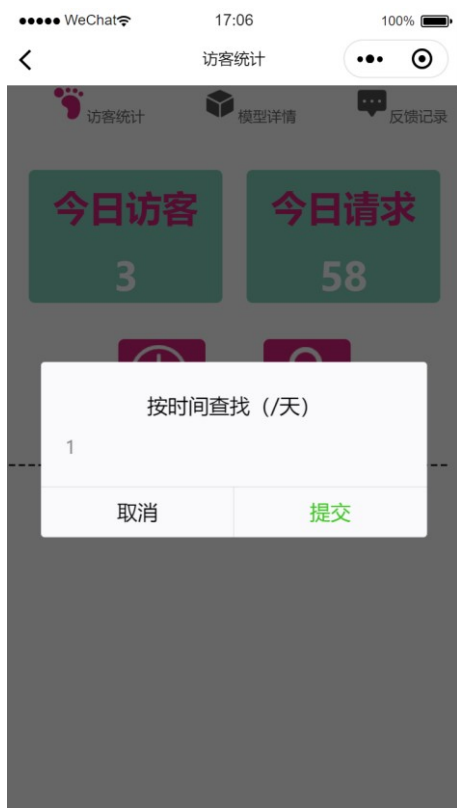 ●●●●● WeChat 17:06 100%
访客统计
访客统计 模型详情 反馈记录
今日访客 今日请求
3 58
按时间查找（/天）
1
取消 提交